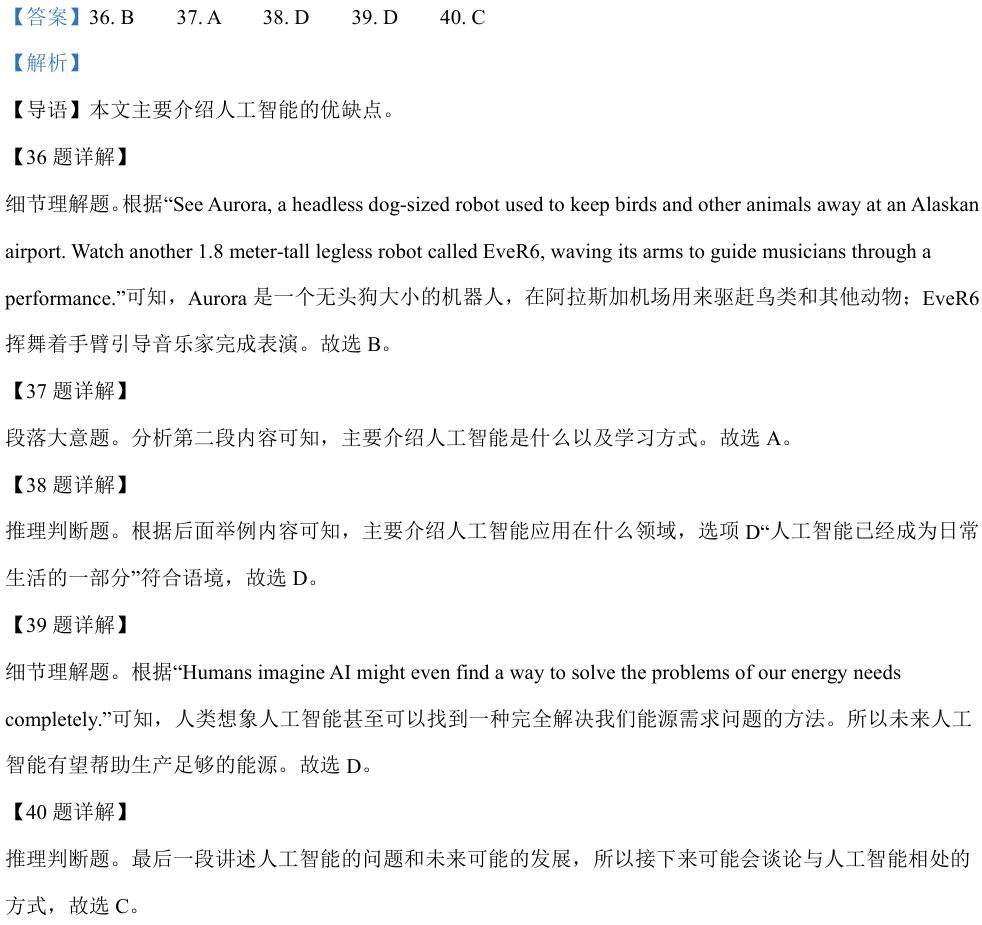 【答案】36. B 37. A 38. D 39. D 40. C
【解析】
【导语】本文主要介绍人工智能的优缺点。
【36 题详解】
细节理解题。根据“See Aurora, a headless dog-sized robot used to keep birds and other animals away at an Alaskan
airport. Watch another 1.8 meter-tall legless robot called EveR6, waving its arms to guide musicians through a
performance.”可知，Aurora 是一个无头狗大小的机器人，在阿拉斯加机场用来驱赶鸟类和其他动物；EveR6
挥舞着手臂引导音乐家完成表演。故选 B。
【37 题详解】
段落大意题。分析第二段内容可知，主要介绍人工智能是什么以及学习方式。故选 A。
【38 题详解】
推理判断题。根据后面举例内容可知，主要介绍人工智能应用在什么领域，选项 D“人工智能已经成为日常
生活的一部分”符合语境，故选 D。
【39 题详解】
细节理解题。根据“Humans imagine AI might even find a way to solve the problems of our energy needs
completely.”可知，人类想象人工智能甚至可以找到一种完全解决我们能源需求问题的方法。所以未来人工
智能有望帮助生产足够的能源。故选 D。
【40 题详解】
推理判断题。最后一段讲述人工智能的问题和未来可能的发展，所以接下来可能会谈论与人工智能相处的
方式，故选 C。